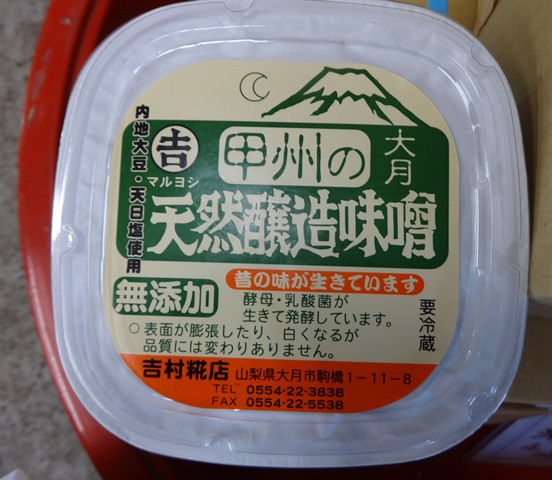 内地大豆・天日塩使用
吉
マルヨシ
甲州の
大月
天然醸造味噌
無添加
昔の味が生きています
酵母・乳酸菌が
生きて発酵しています。
○表面が膨張したり、白くなるが
品質には変わりありません。
要冷蔵
吉村糀店 山梨県大月市駒橋1-11-8
TEL 0554-22-3838
FAX 0554-22-5538